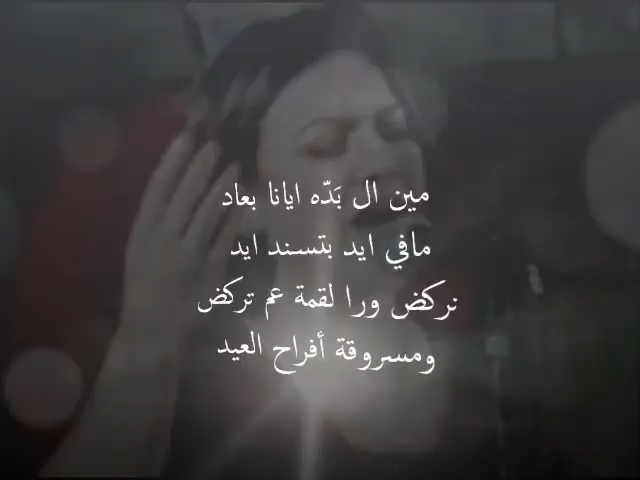 مين ال بَدّه ايانا بعاد
مافي ايد بتسند ايد
نركض ورا لقمة عم تركض
ومسروقة أفراح العيد